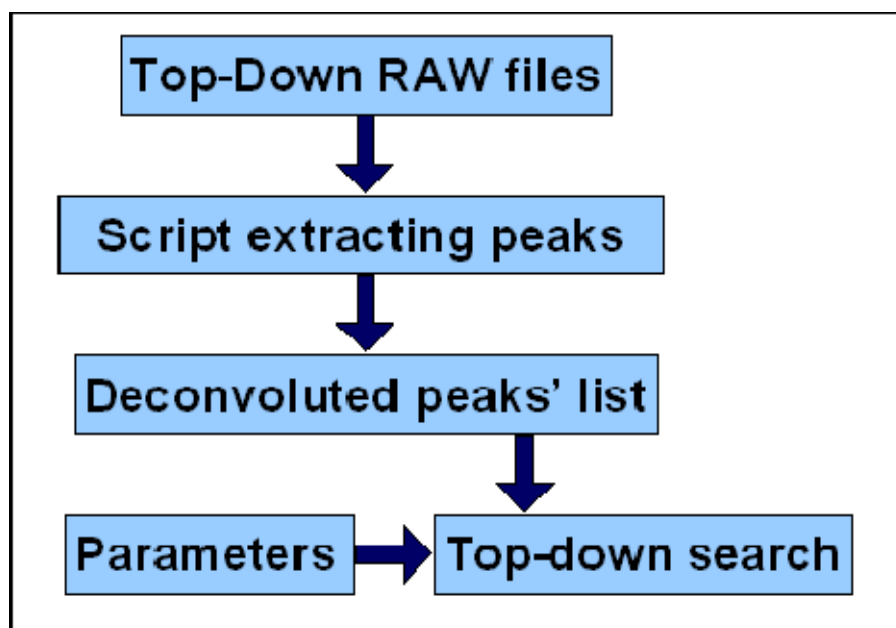 Top-Down RAW files
Script extracting peaks
Deconvoluted peaks' list
Parameters
Top-down search